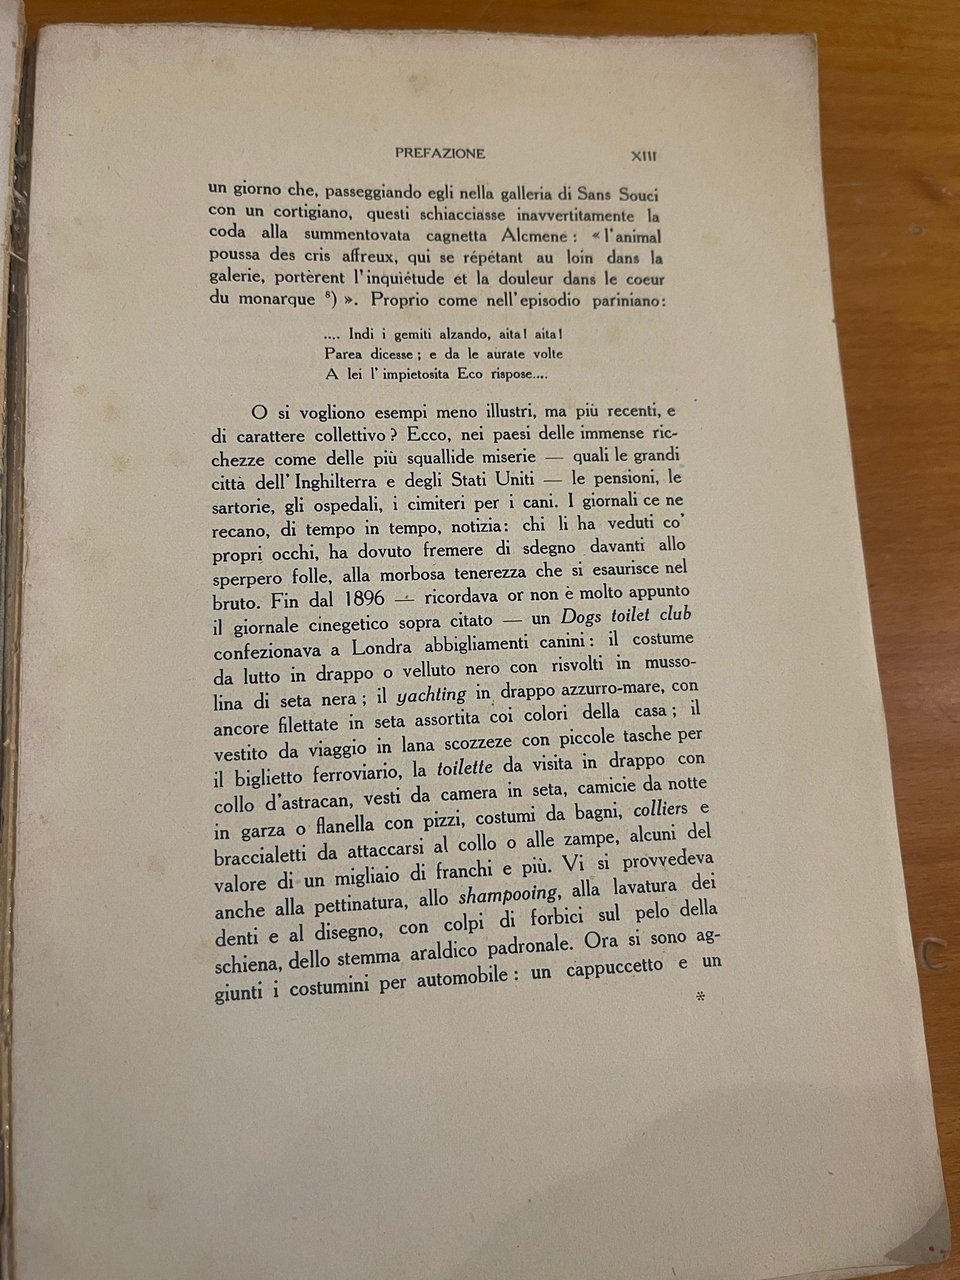 PREFAZIONE XIII
un giorno che, passeggiando egli nella galleria di Sans Souci
con un cortigiano, questi schiacciasse inavvertitamente la
coda alla summentovata cagnetta Alcmene : « l'animal
poussa des cris affreux, qui se répétant au loin dans la
galerie, portèrent l'inquiétude et la douleur dans le coeur
du monarque ⁸) ». Proprio come nell'episodio pariniano:
.... Indi i gemiti alzando, aita! aita!
Parea dicesse ; e da le aurate volte
A lei l'impietosita Eco rispose....
O si vogliono esempi meno illustri, ma più recenti, e
di carattere collettivo ? Ecco, nei paesi delle immense ric-
chezze come delle più squallide miserie — quali le grandi
città dell'Inghilterra e degli Stati Uniti — le pensioni, le
sartorie, gli ospedali, i cimiteri per i cani. I giornali ce ne
recano, di tempo in tempo, notizia: chi li ha veduti co'
propri occhi, ha dovuto fremere di sdegno davanti allo
sperpero folle, alla morbosa tenerezza che si esaurisce nel
bruto. Fin dal 1896 — ricordava or non è molto appunto
il giornale cinegetico sopra citato — un Dogs toilet club
confezionava a Londra abbigliamenti canini : il costume
da lutto in drappo o velluto nero con risvolti in musso-
lina di seta nera ; il yachting in drappo azzurro-mare, con
ancore filettate in seta assortita coi colori della casa ; il
vestito da viaggio in lana scozzeze con piccole tasche per
il biglietto ferroviario, la toilette da visita in drappo con
collo d'astracan, vesti da camera in seta, camicie da notte
in garza o flanella con pizzi, costumi da bagni, colliers e
braccialetti da attaccarsi al collo o alle zampe, alcuni del
valore di un migliaio di franchi e più. Vi si provvedeva
anche alla pettinatura, allo shampooing, alla lavatura dei
denti e al disegno, con colpi di forbici sul pelo della
schiena, dello stemma araldico padronale. Ora si sono ag-
giunti i costumini per automobile : un cappuccetto e un
*